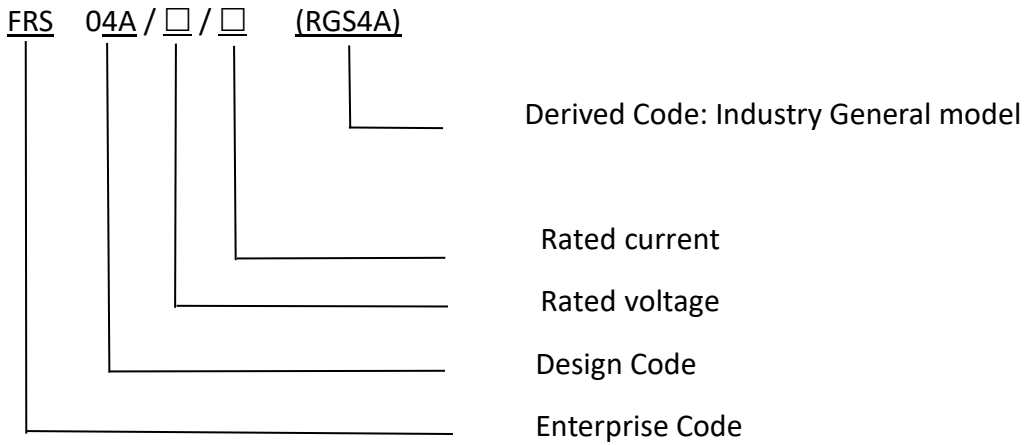 FRS 04A / □ / □ (RGS4A)
Derived Code: Industry General model
Rated current
Rated voltage
Design Code
Enterprise Code